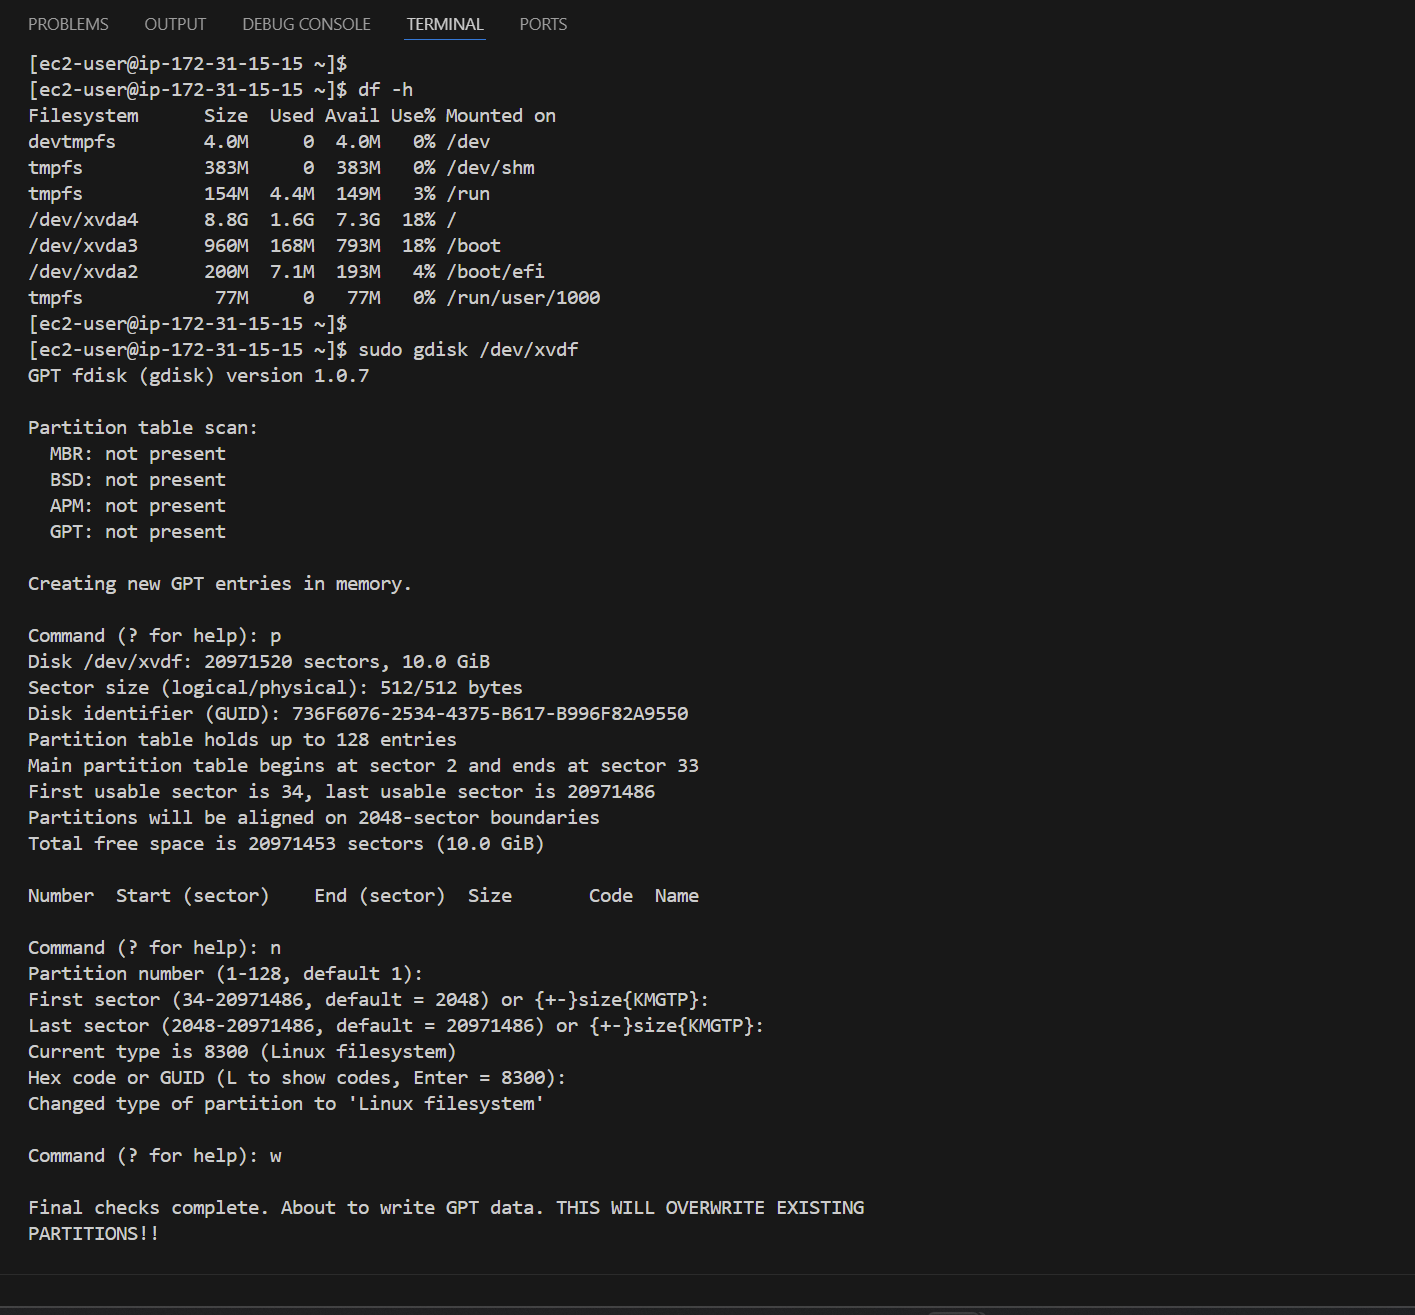 PROBLEMS OUTPUT DEBUG CONSOLE TERMINAL PORTS
[ec2-user@ip-172-31-15-15 ~]$
[ec2-user@ip-172-31-15-15 ~]$ df -h
Filesystem      Size  Used Avail Use% Mounted on
devtmpfs        4.0M     0  4.0M   0% /dev
tmpfs           383M     0  383M   0% /dev/shm
tmpfs           154M  4.4M  149M   3% /run
/dev/xvda4      8.8G  1.6G  7.3G  18% /
/dev/xvda3      960M  168M  793M  18% /boot
/dev/xvda2      200M  7.1M  193M   4% /boot/efi
tmpfs            77M     0   77M   0% /run/user/1000
[ec2-user@ip-172-31-15-15 ~]$
[ec2-user@ip-172-31-15-15 ~]$ sudo gdisk /dev/xvdf
GPT fdisk (gdisk) version 1.0.7

Partition table scan:
  MBR: not present
  BSD: not present
  APM: not present
  GPT: not present

Creating new GPT entries in memory.

Command (? for help): p
Disk /dev/xvdf: 20971520 sectors, 10.0 GiB
Sector size (logical/physical): 512/512 bytes
Disk identifier (GUID): 736F6076-2534-4375-B617-B996F82A9550
Partition table holds up to 128 entries
Main partition table begins at sector 2 and ends at sector 33
First usable sector is 34, last usable sector is 20971486
Partitions will be aligned on 2048-sector boundaries
Total free space is 20971453 sectors (10.0 GiB)

Number  Start (sector)    End (sector)  Size       Code  Name

Command (? for help): n
Partition number (1-128, default 1):
First sector (34-20971486, default = 2048) or {+-}size{KMGTP}:
Last sector (2048-20971486, default = 20971486) or {+-}size{KMGTP}:
Current type is 8300 (Linux filesystem)
Hex code or GUID (L to show codes, Enter = 8300):
Changed type of partition to 'Linux filesystem'

Command (? for help): w

Final checks complete. About to write GPT data. THIS WILL OVERWRITE EXISTING
PARTITIONS!!